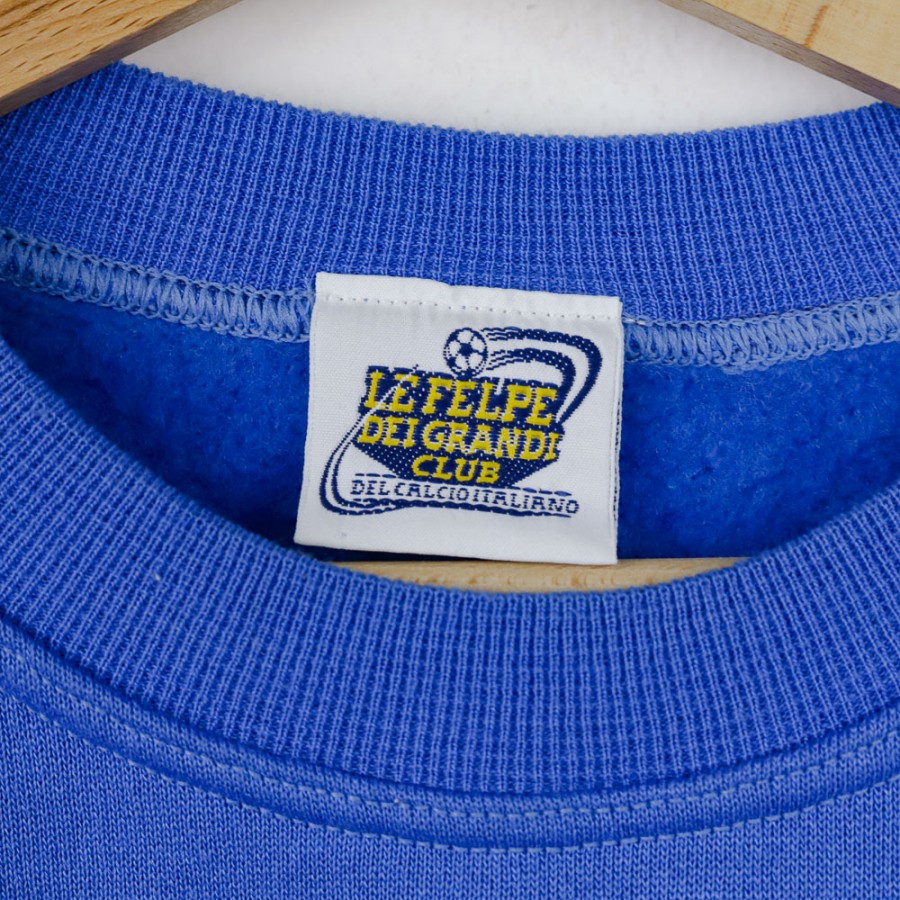 LE FELPE
DEI GRANDI
CLUB
DEL CALCIO ITALIANO